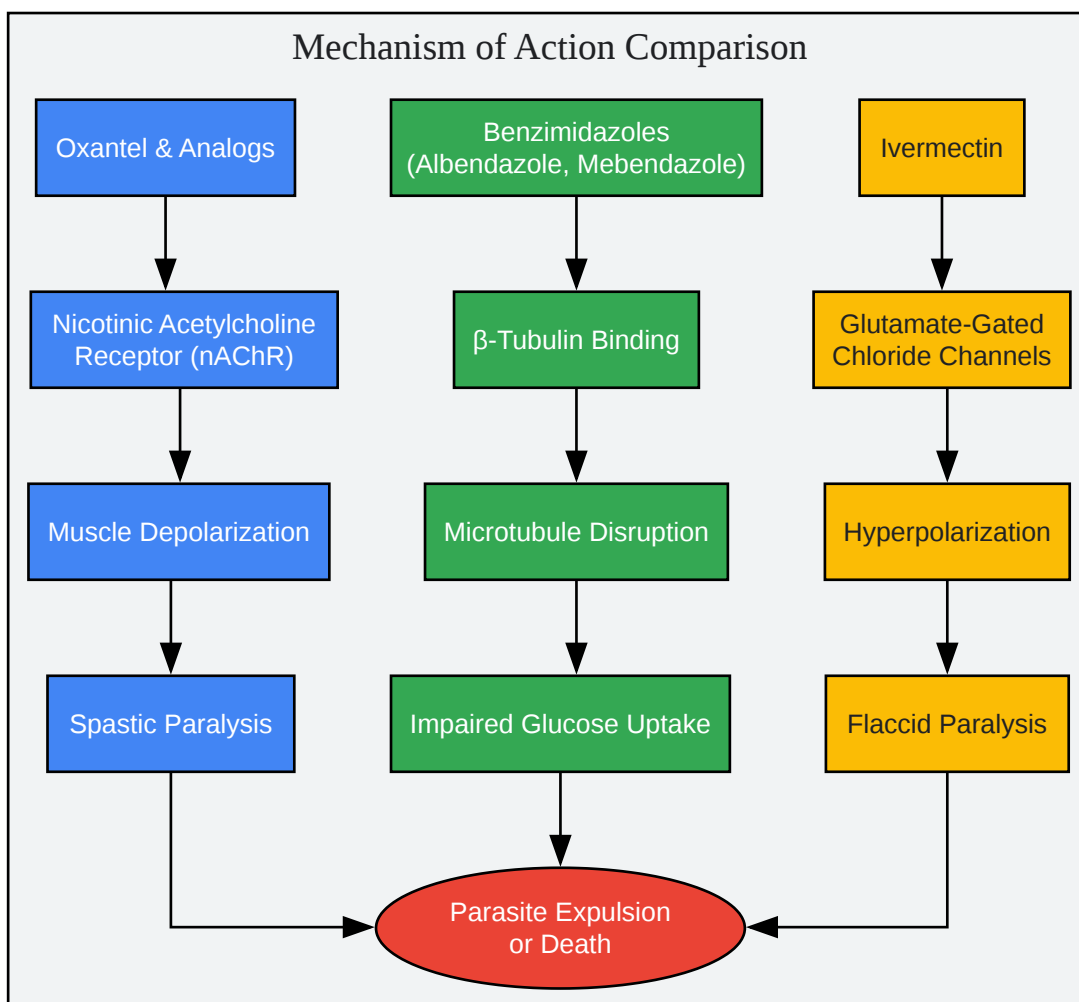 Mechanism of Action Comparison
Oxantel & Analogs
Benzimidazoles
(Albendazole, Mebendazole)
Ivermectin
Nicotinic Acetylcholine
Receptor (nAChR)
β-Tubulin Binding
Glutamate-Gated
Chloride Channels
Muscle Depolarization
Microtubule Disruption
Hyperpolarization
Spastic Paralysis
Impaired Glucose Uptake
Flaccid Paralysis
Parasite Expulsion
or Death